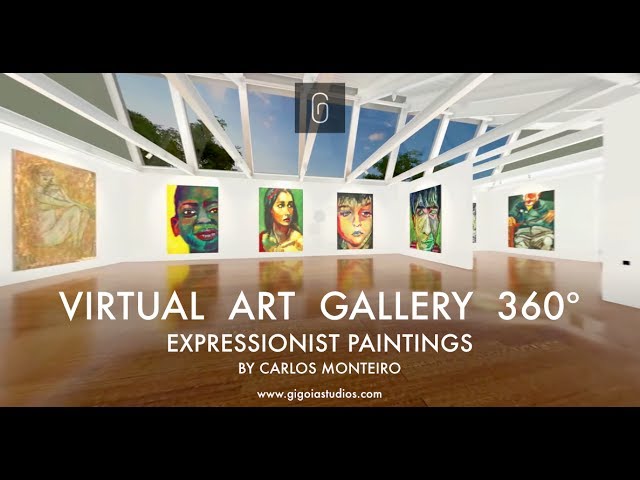 G
VIRTUAL ART GALLERY 360°
EXPRESSIONIST PAINTINGS
BY CARLOS MONTEIRO
www.gigoiastudios.com